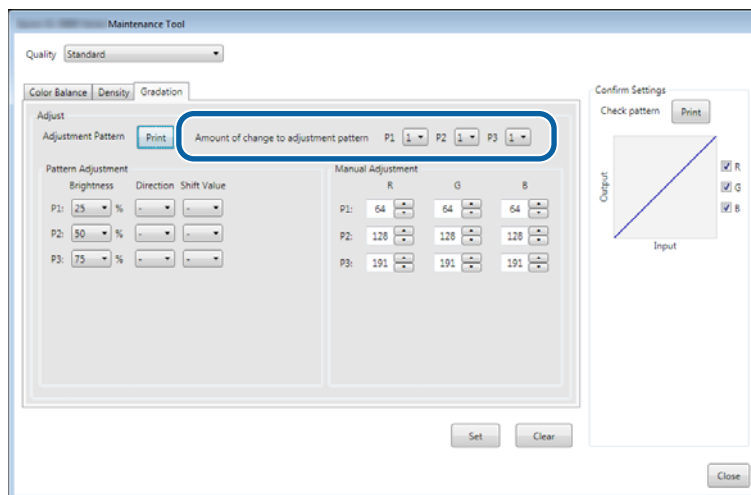 Maintenance Tool
Quality Standard
Color Balance Density Gradation
Adjust
Adjustment Pattern Print Amount of change to adjustment pattern P1 1 P2 1 P3 1
Pattern Adjustment
Brightness Direction Shift Value
P1: 25 % - -
P2: 50 % - -
P3: 75 % - -
Manual Adjustment
R G B
P1: 64 64 64
P2: 128 128 128
P3: 191 191 191
Set Clear
Confirm Settings
Check pattern Print
Output
Input
R
G
B
Close